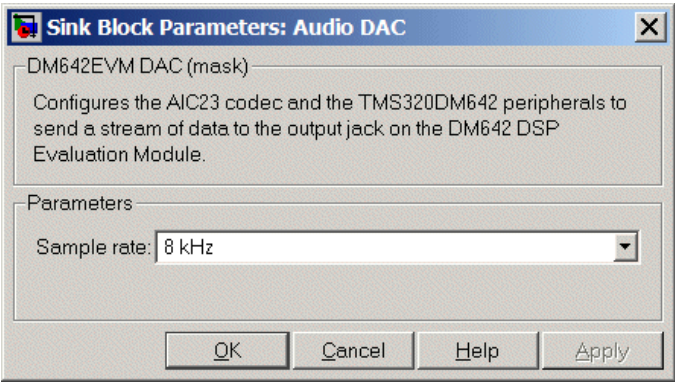 Sink Block Parameters: Audio DAC
DM642EVM DAC (mask)
Configures the AIC23 codec and the TMS320DM642 peripherals to
send a stream of data to the output jack on the DM642 DSP
Evaluation Module.
Parameters
Sample rate: 8 kHz
OK Cancel Help Apply